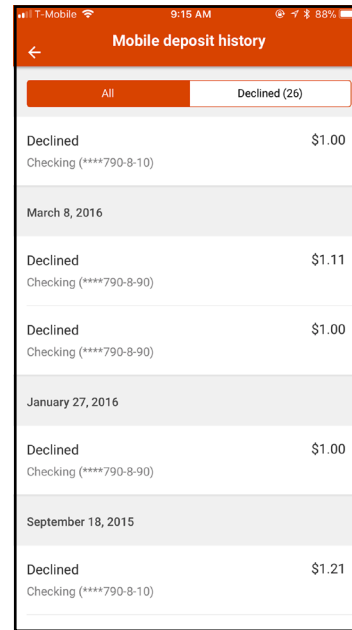 T-Mobile 9:15 AM 88%
Mobile deposit history
All Declined (26)
Declined $1.00
Checking (****790-8-10)
March 8, 2016
Declined $1.11
Checking (****790-8-90)
Declined $1.00
Checking (****790-8-90)
January 27, 2016
Declined $1.00
Checking (****790-8-90)
September 18, 2015
Declined $1.21
Checking (****790-8-10)